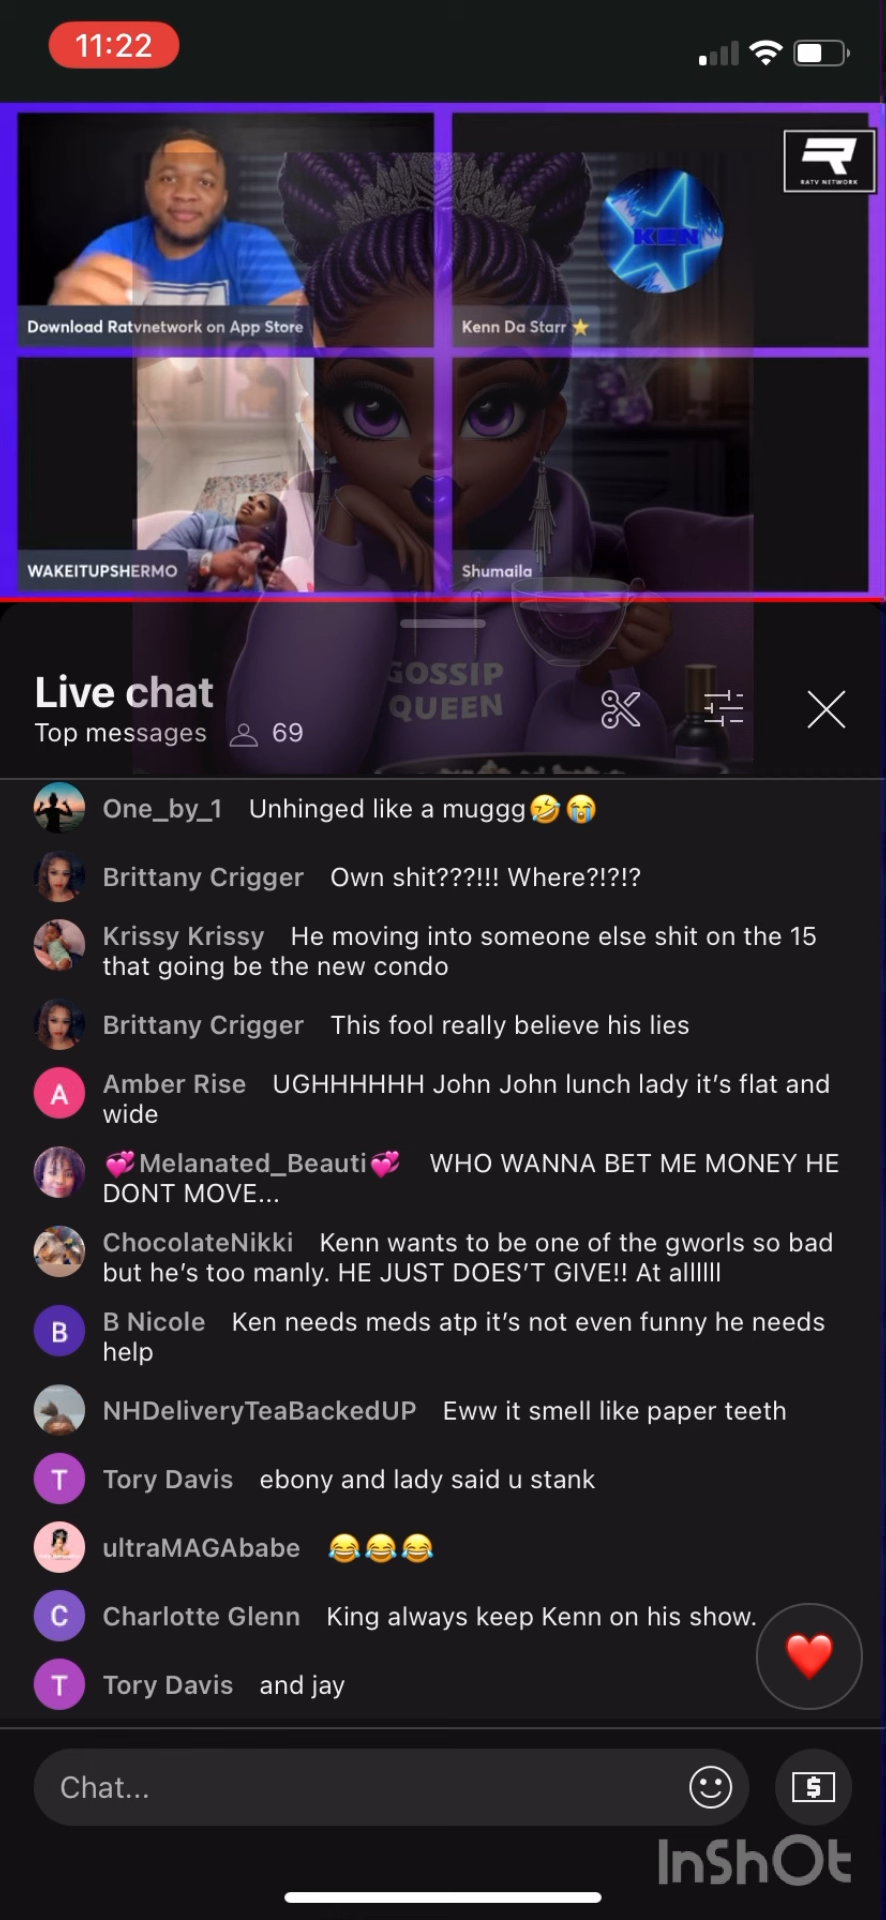 11:22
RATV NETWORK
KEN
Download Ratvnetwork on App Store
Kenn Da Starr ⭐
WAKEITUPSHERMO
Shumaila
GOSSIP
QUEEN
Live chat
Top messages 69
One_by_1 Unhinged like a muggg🤣😭
Brittany Crigger Own shit???!!! Where?!?!?
Krissy Krissy He moving into someone else shit on the 15
that going be the new condo
Brittany Crigger This fool really believe his lies
A
Amber Rise UGHHHHHH John John lunch lady it’s flat and
wide
💞Melanated_Beauti💞 WHO WANNA BET ME MONEY HE
DONT MOVE...
ChocolateNikki Kenn wants to be one of the gworls so bad
but he’s too manly. HE JUST DOES’T GIVE!! At allllll
B
B Nicole Ken needs meds atp it’s not even funny he needs
help
NHDeliveryTeaBackedUP Eww it smell like paper teeth
T
Tory Davis ebony and lady said u stank
ultraMAGAbabe 😂😂😂
C
Charlotte Glenn King always keep Kenn on his show.
T
Tory Davis and jay
Chat...
$
InShOt